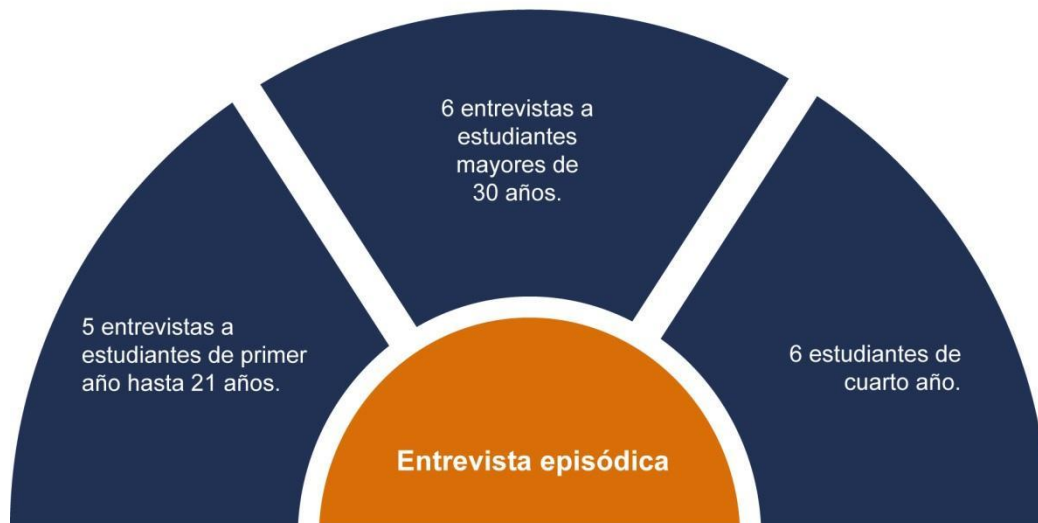 6 entrevistas a
estudiantes
mayores de
30 años.
5 entrevistas a
estudiantes de primer
año hasta 21 años.
6 estudiantes de
cuarto año.
Entrevista episódica